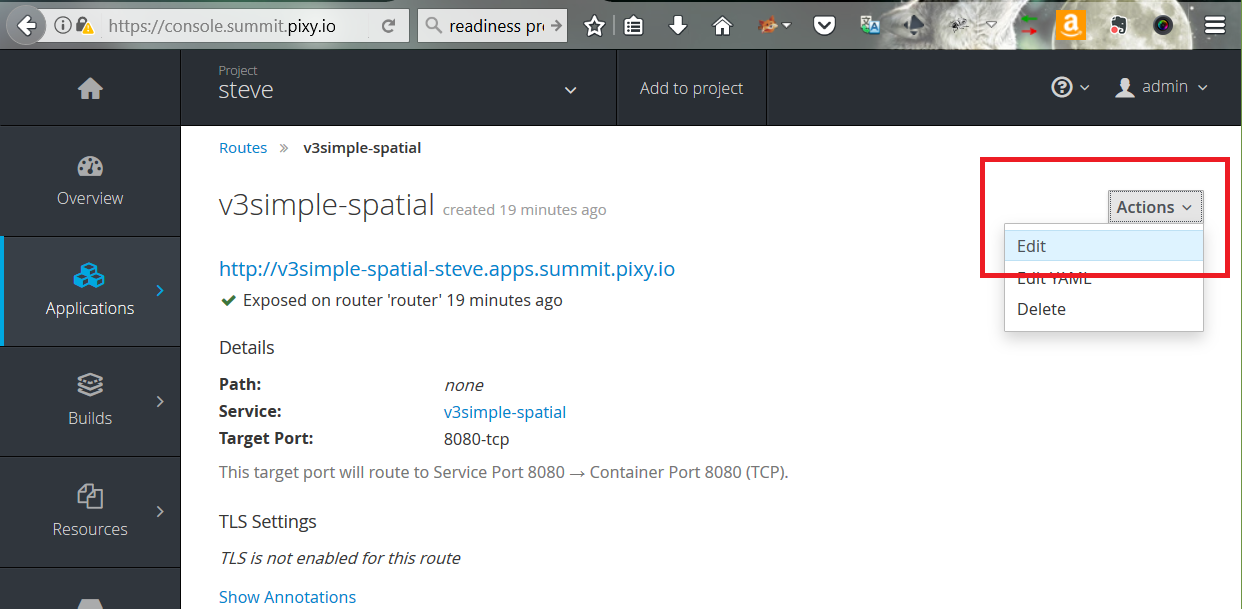 https://console.summit.pixy.io
readiness pr
Project
steve
Add to project
admin
Overview
Applications
Builds
Resources
Routes » v3simple-spatial
v3simple-spatial created 19 minutes ago
Actions
Edit
Edit YAML
Delete
http://v3simple-spatial-steve.apps.summit.pixy.io
Exposed on router 'router' 19 minutes ago
Details
Path: none
Service: v3simple-spatial
Target Port: 8080-tcp
This target port will route to Service Port 8080 → Container Port 8080 (TCP).
TLS Settings
TLS is not enabled for this route
Show Annotations